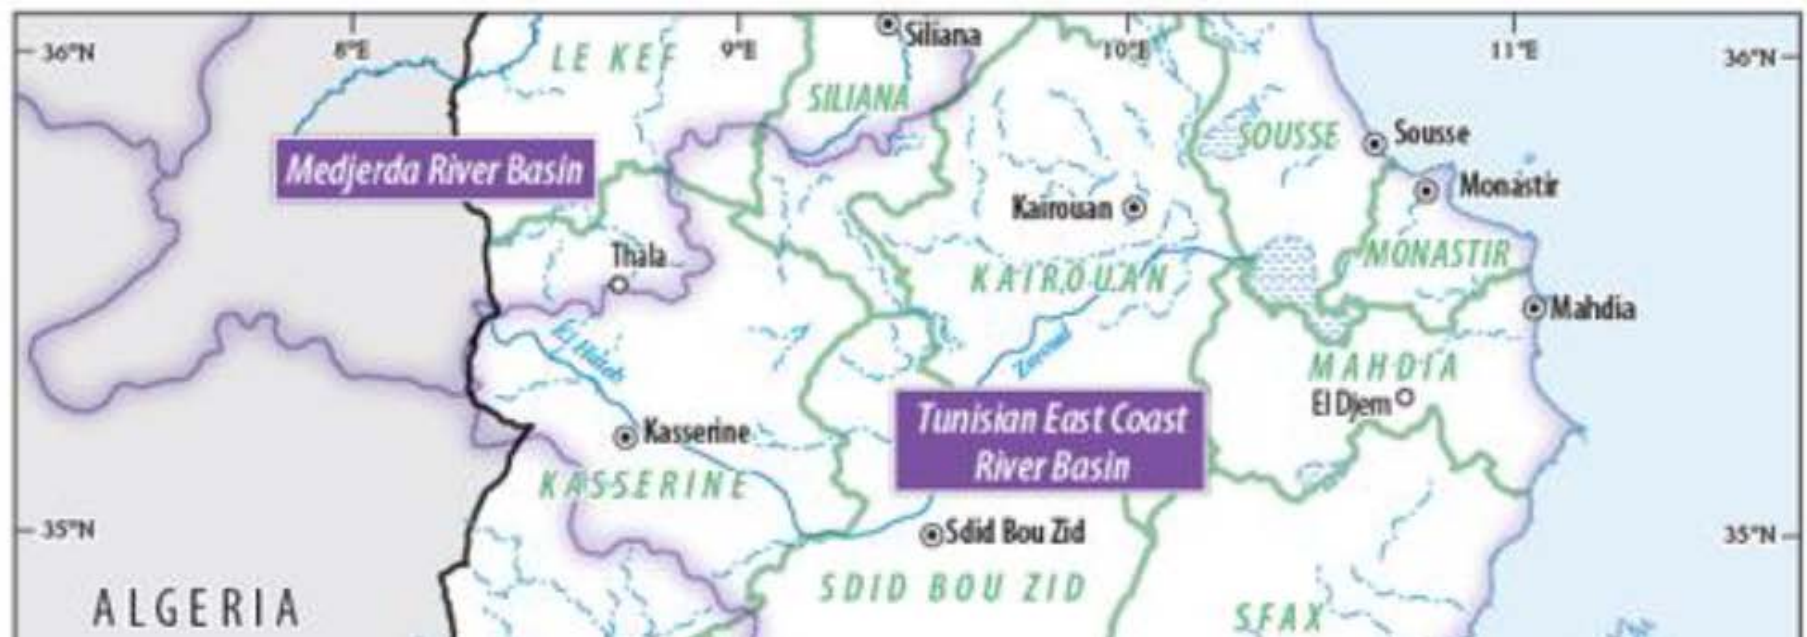 8°E
9°E
10°E
11°E
36°N
36°N
Siliana
LE KEF
SILIANA
SOUSSE
Sousse
Medjerda River Basin
Monastir
Kairouan
Thala
MONASTIR
KAIROUAN
Mahdia
El Hateb
Zeroud
MAHDIA
El Djem
Tunisian East Coast
River Basin
Kasserine
KASSERINE
35°N
35°N
Sdid Bou Zid
SDID BOU ZID
ALGERIA
SFAX